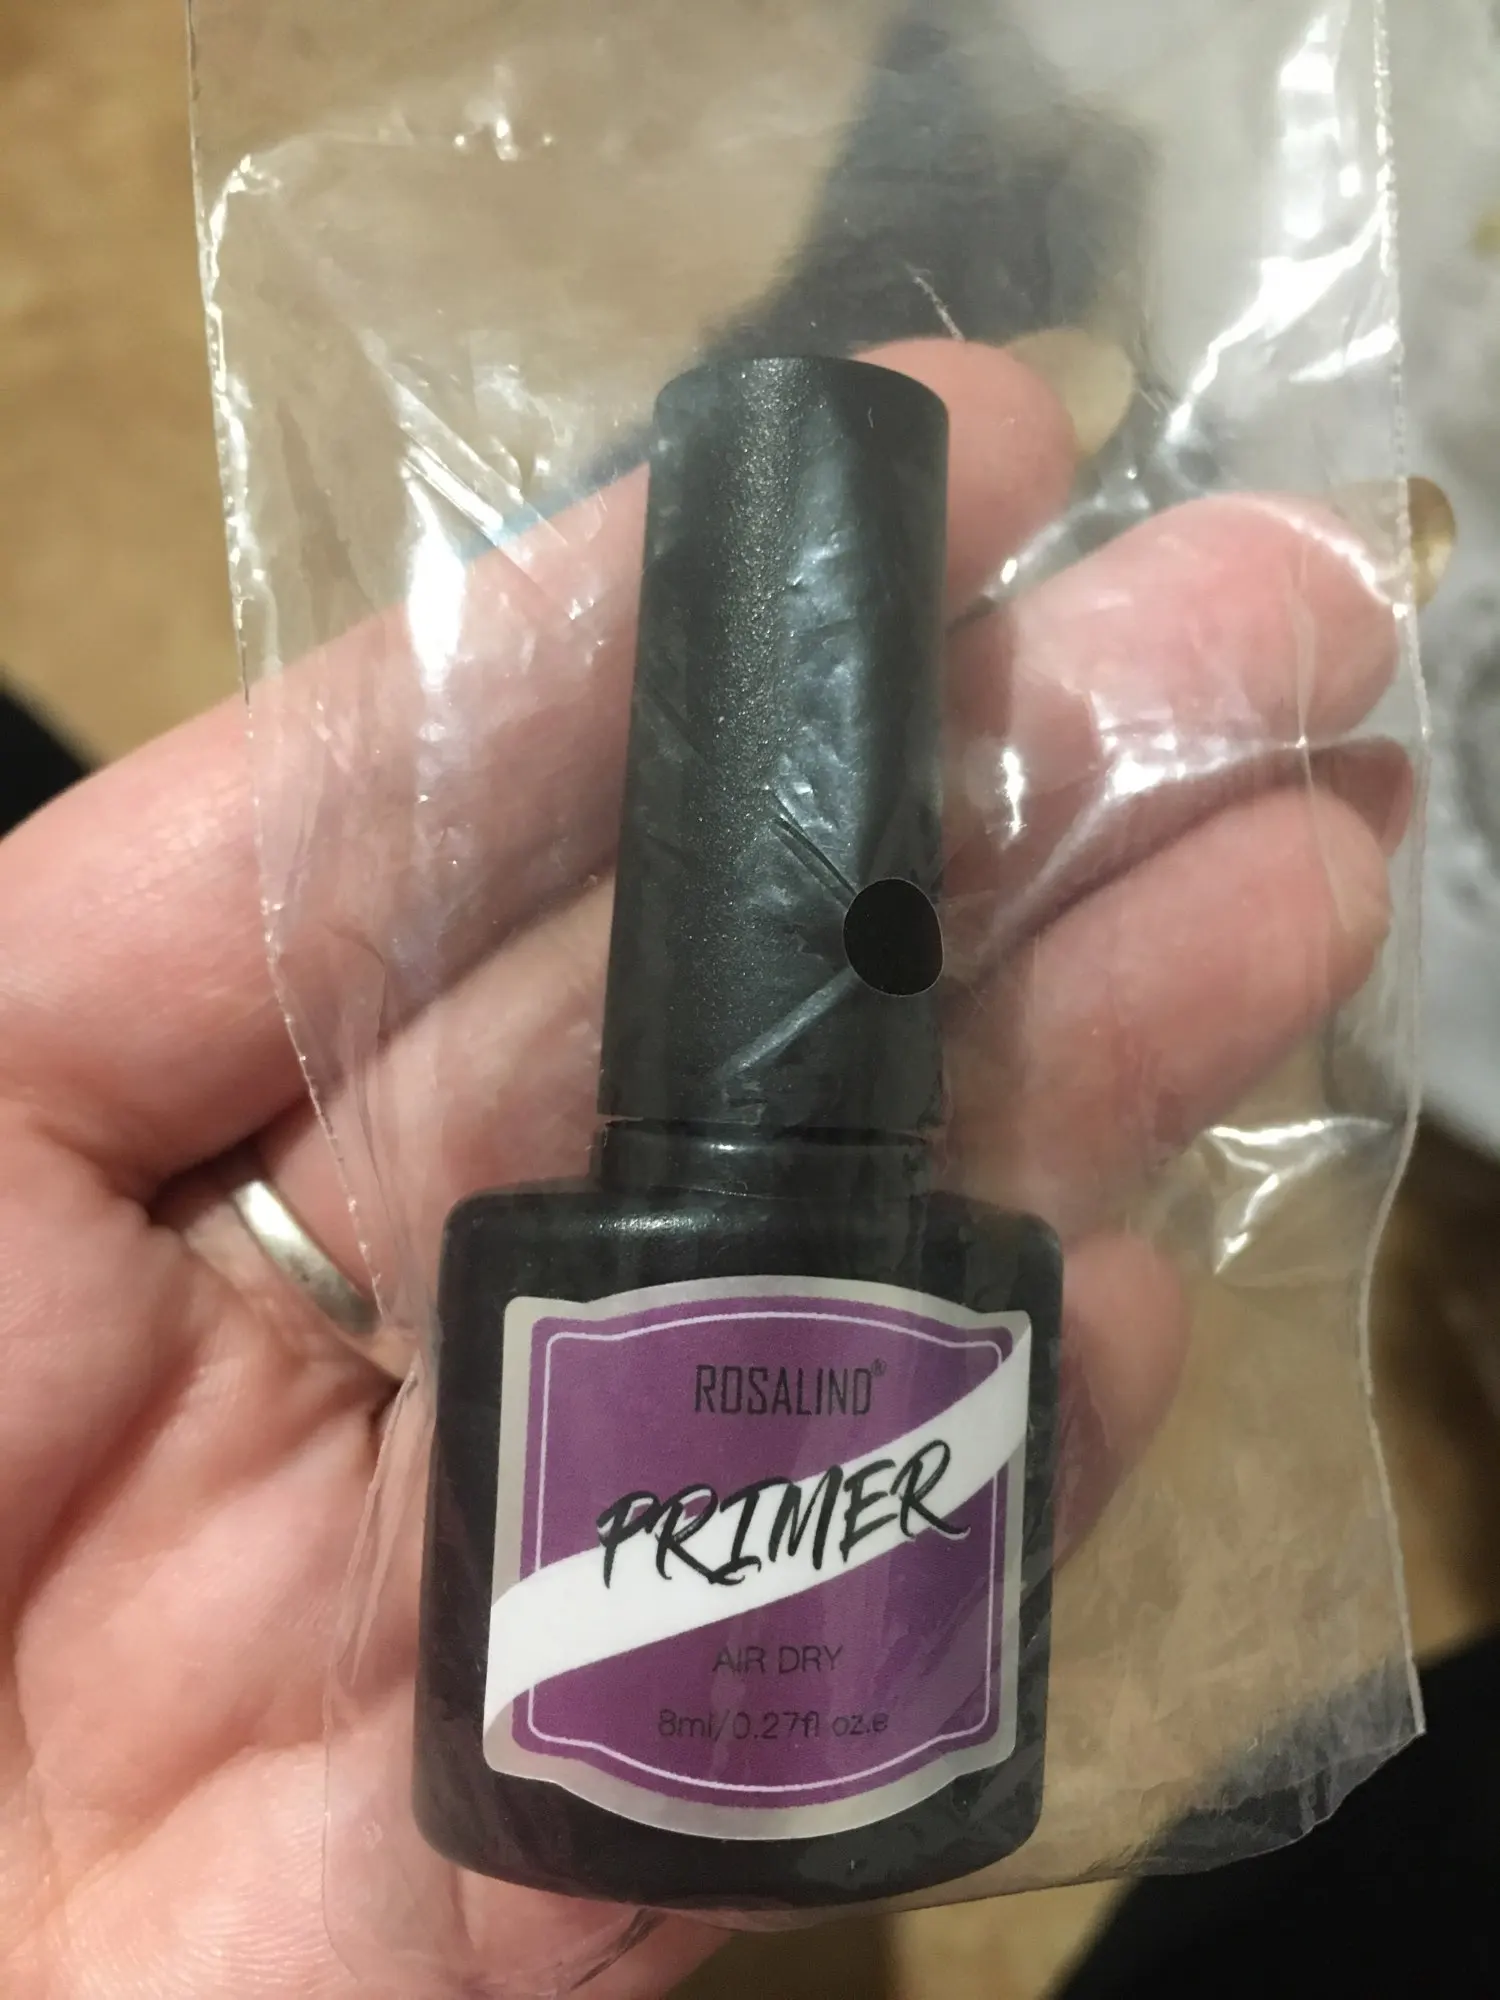 ROSALIND®
PRIMER
AIR DRY
8ml/0.27fl oz.e